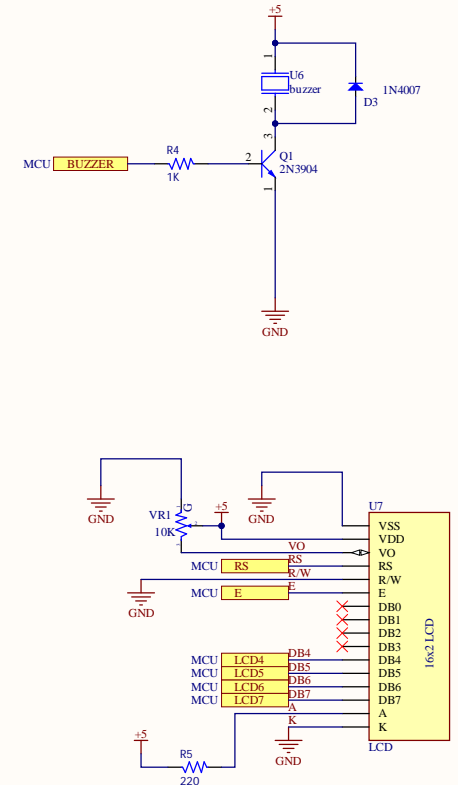 +5
1
U6
buzzer
1N4007
D3
2
3
R4
Q1
MCU BUZZER
2
2N3904
1K
1
GND
U7
G
+5
VR1
GND
GND
10K
VSS
VDD
VO
VO
RS
MCU RS
RS
R/W
R/W
E
MCU E
E
GND
DB0
DB1
DB2
DB3
16x2 LCD
DB4
MCU LCD4
DB4
DB5
MCU LCD5
DB5
DB6
MCU LCD6
DB6
DB7
MCU LCD7
DB7
A
A
K
K
+5
LCD
R5
GND
220